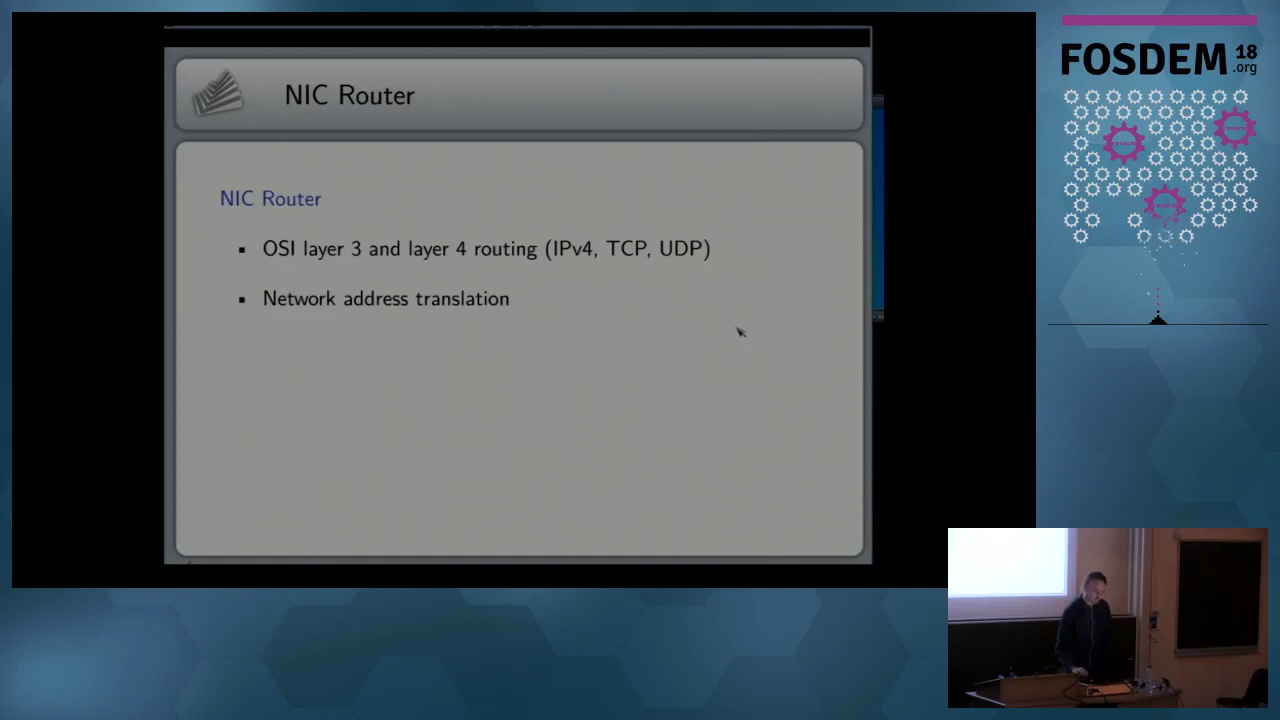 NIC Router
NIC Router
▪ OSI layer 3 and layer 4 routing (IPv4, TCP, UDP)
▪ Network address translation
FOSDEM 18
.org